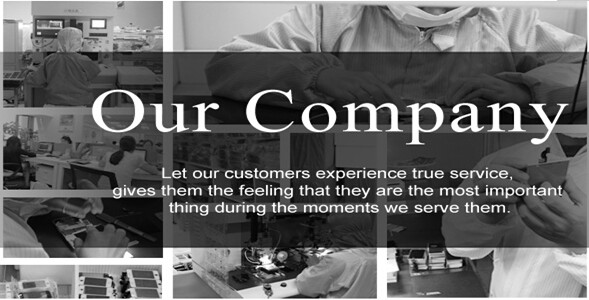 Our Company
Let our customers experience true service,
gives them the feeling that they are the most important
thing during the moments we serve them.